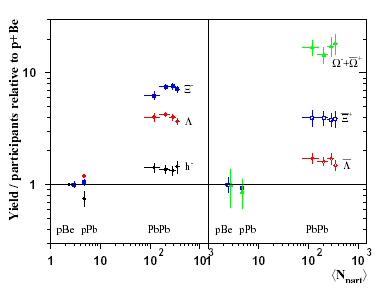 Yield / participants relative to p+Be
10
1
Ξ⁻
Λ
h⁻
pBe pPb PbPb
Ω⁻+Ω̅⁺
Ξ̅⁺
Λ̅
pBe pPb PbPb
1 10 10² 10³ 10 10² 10³
⟨Npart⟩